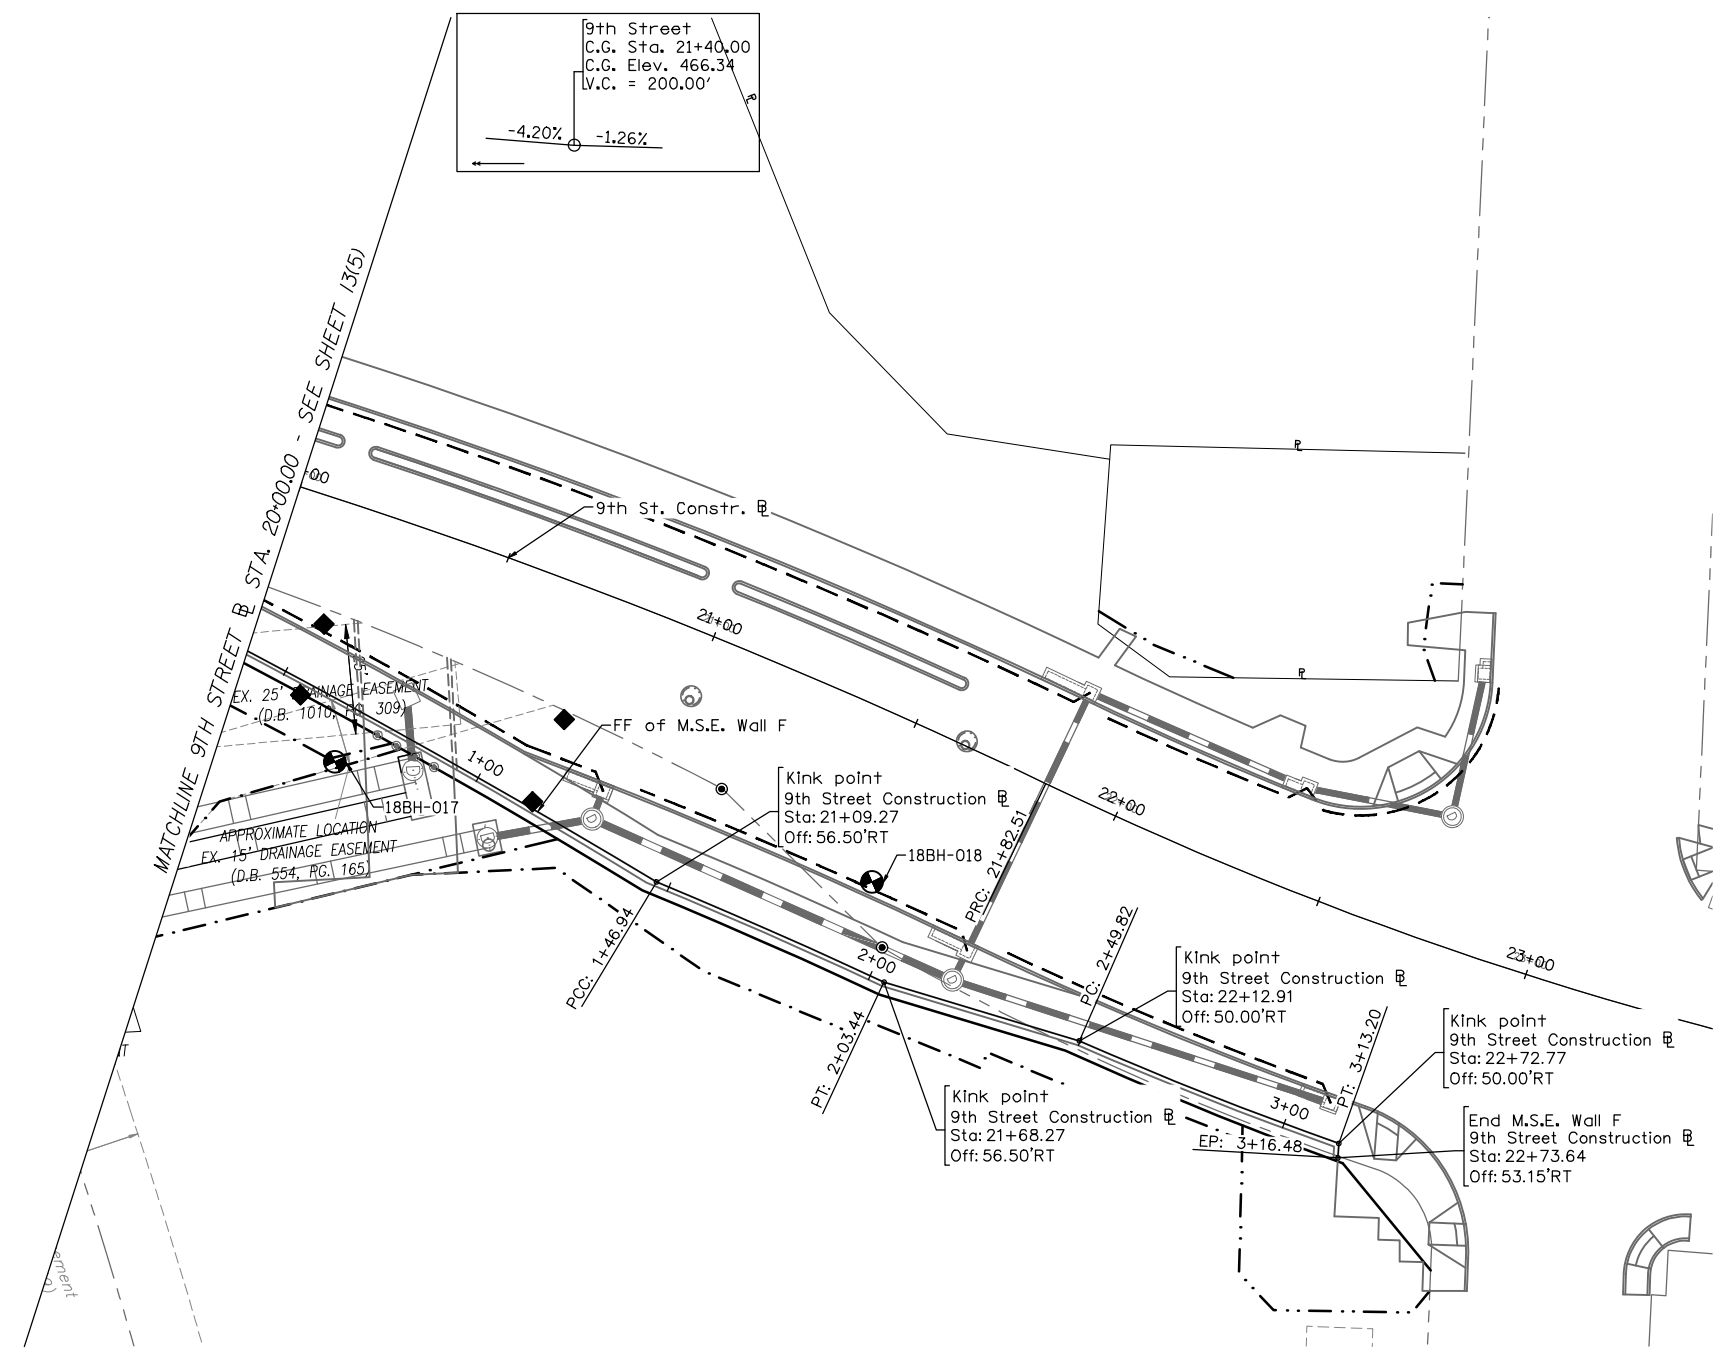 9th Street
C.G. Sta. 21+40.00
C.G. Elev. 466.34
V.C. = 200.00'
-4.20%
-1.26%
MATCHLINE 9TH STREET ℄ STA. 20+00.00 - SEE SHEET 13(5)
9th St. Constr. ℄
21+00
22+00
23+00
EX. 25' DRAINAGE EASEMENT
(D.B. 1010, PG. 309)
FF of M.S.E. Wall F
1+00
18BH-017
APPROXIMATE LOCATION
EX. 15' DRAINAGE EASEMENT
(D.B. 554, PG. 165)
Kink point
9th Street Construction ℄
Sta: 21+09.27
Off: 56.50'RT
18BH-018
PRC: 21+82.51
PCC: 1+46.94
2+00
PT: 2+03.44
PC: 2+49.82
Kink point
9th Street Construction ℄
Sta: 22+12.91
Off: 50.00'RT
Kink point
9th Street Construction ℄
Sta: 21+68.27
Off: 56.50'RT
3+00
PT: 3+13.20
EP: 3+16.48
Kink point
9th Street Construction ℄
Sta: 22+72.77
Off: 50.00'RT
End M.S.E. Wall F
9th Street Construction ℄
Sta: 22+73.64
Off: 53.15'RT